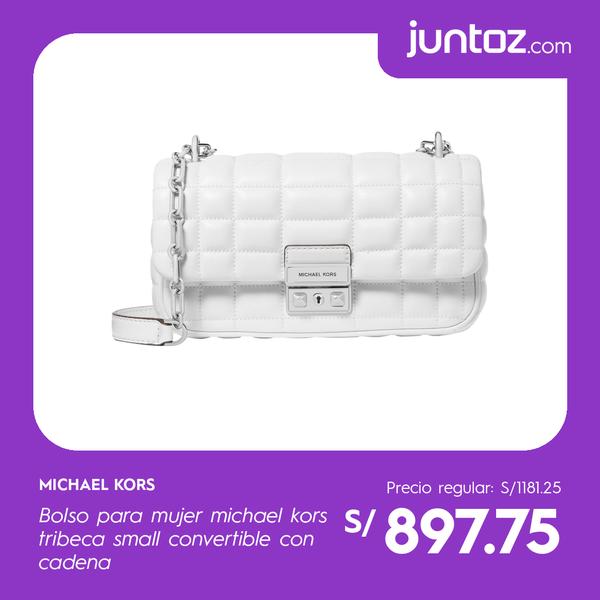 juntoz.com
MICHAEL KORS
MICHAEL KORS
Bolso para mujer michael kors
tribeca small convertible con
cadena
Precio regular: S/1181.25
S/ 897.75